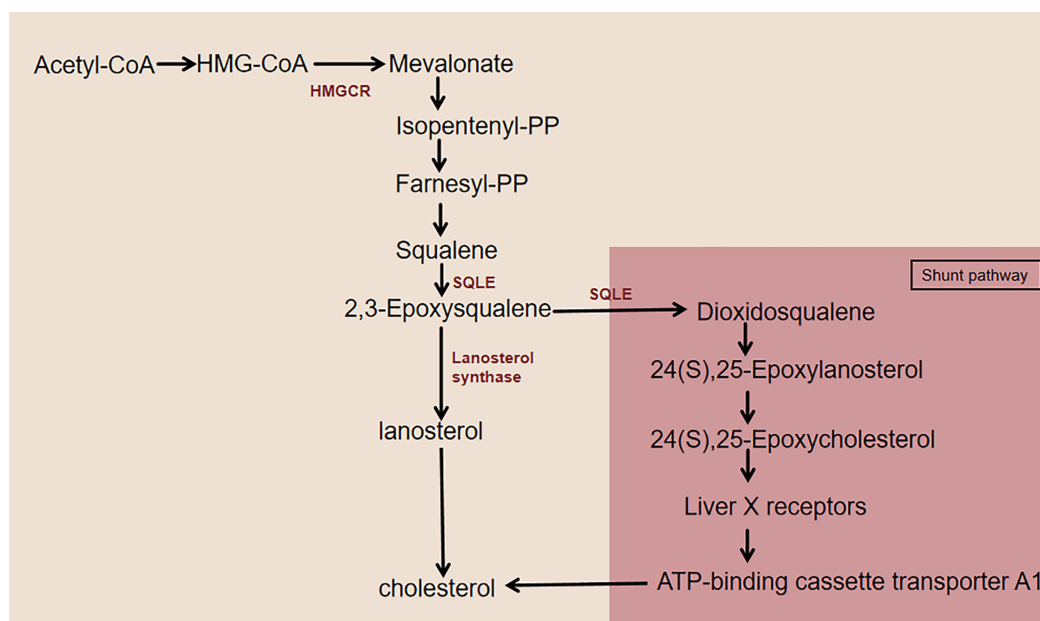 Acetyl-CoA HMG-CoA Mevalonate
HMGCR
Isopentenyl-PP
Farnesyl-PP
Squalene
SQLE
2,3-Epoxysqualene
Lanosterol
synthase
lanosterol
cholesterol
Shunt pathway
SQLE
Dioxidosqualene
24(S),25-Epoxylanosterol
24(S),25-Epoxycholesterol
Liver X receptors
ATP-binding cassette transporter A1